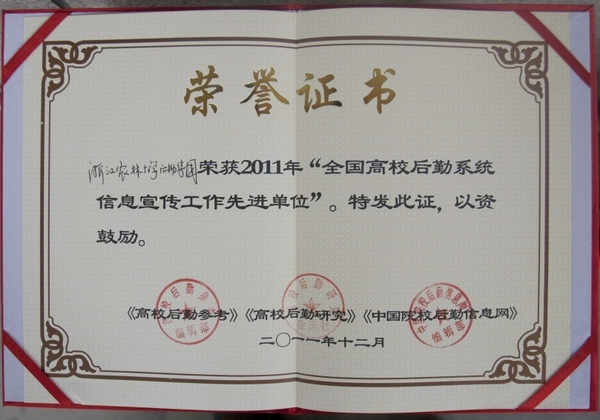 荣誉证书
浙江农林大学后勤集团荣获2011年“全国高校后勤系统
信息宣传工作先进单位”。特发此证，以资
鼓励。
《高校后勤参考》《高校后勤研究》《中国院校后勤信息网》
二〇一一年十二月